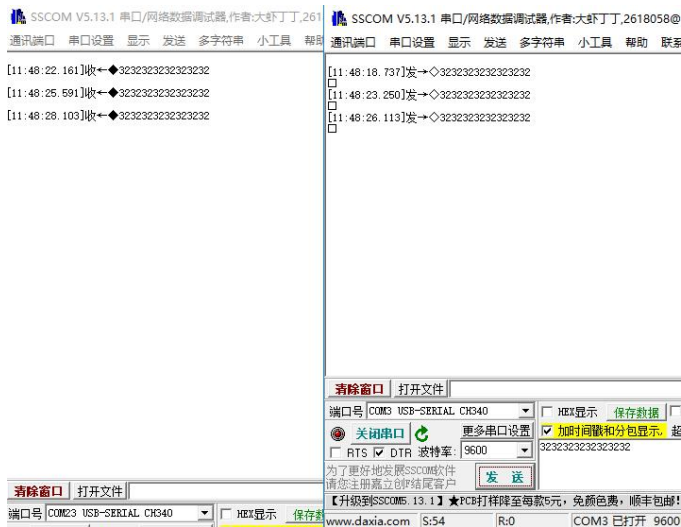 SSCOM V5.13.1 串口/网络数据调试器,作者:大虾丁丁,261
通讯端口 串口设置 显示 发送 多字符串 小工具 帮助
[11:48:22.161]收←◆3232323232323232
[11:48:25.591]收←◆3232323232323232
[11:48:28.103]收←◆3232323232323232
清除窗口 打开文件
端口号 COM23 USB-SERIAL CH340 HEX显示 保存数
SSCOM V5.13.1 串口/网络数据调试器,作者:大虾丁丁,2618058@
通讯端口 串口设置 显示 发送 多字符串 小工具 帮助 联系
[11:48:18.737]发→◇3232323232323232
□
[11:48:23.250]发→◇3232323232323232
□
[11:48:26.113]发→◇3232323232323232
□
清除窗口 打开文件
端口号 COM3 USB-SERIAL CH340 HEX显示 保存数据
关闭串口 更多串口设置 加时间戳和分包显示, 超
RTS DTR 波特率: 9600 3232323232323232
为了更好地发展SSCOM软件
请您注册嘉立创F结尾客户 发 送
【升级到SSCOM5.13.1】★PCB打样降至每款5元，免颜色费，顺丰包邮!
www.daxia.com S:54 R:0 COM3 已打开 9600